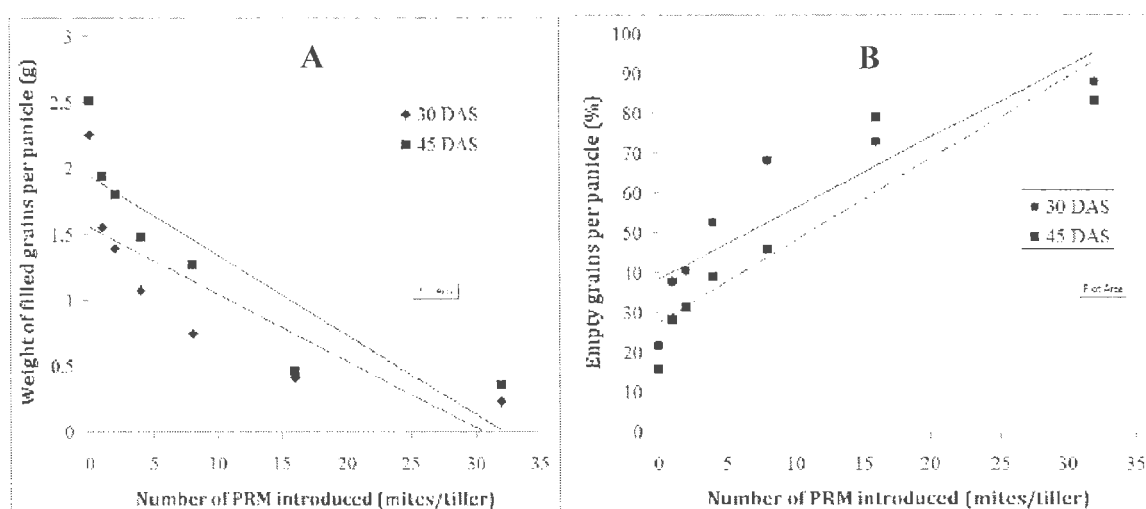 A
Weight of filled grains per panicle (g)
3
2.5
2
1.5
1
0.5
0
30 DAS
45 DAS
0 5 10 15 20 25 30 35
Number of PRM introduced (mites/tiller)
B
Empty grains per panicle (%)
100
90
80
70
60
50
40
30
20
10
0
30 DAS
45 DAS
Plot Area
0 5 10 15 20 25 30 35
Number of PRM introduced (mites/tiller)